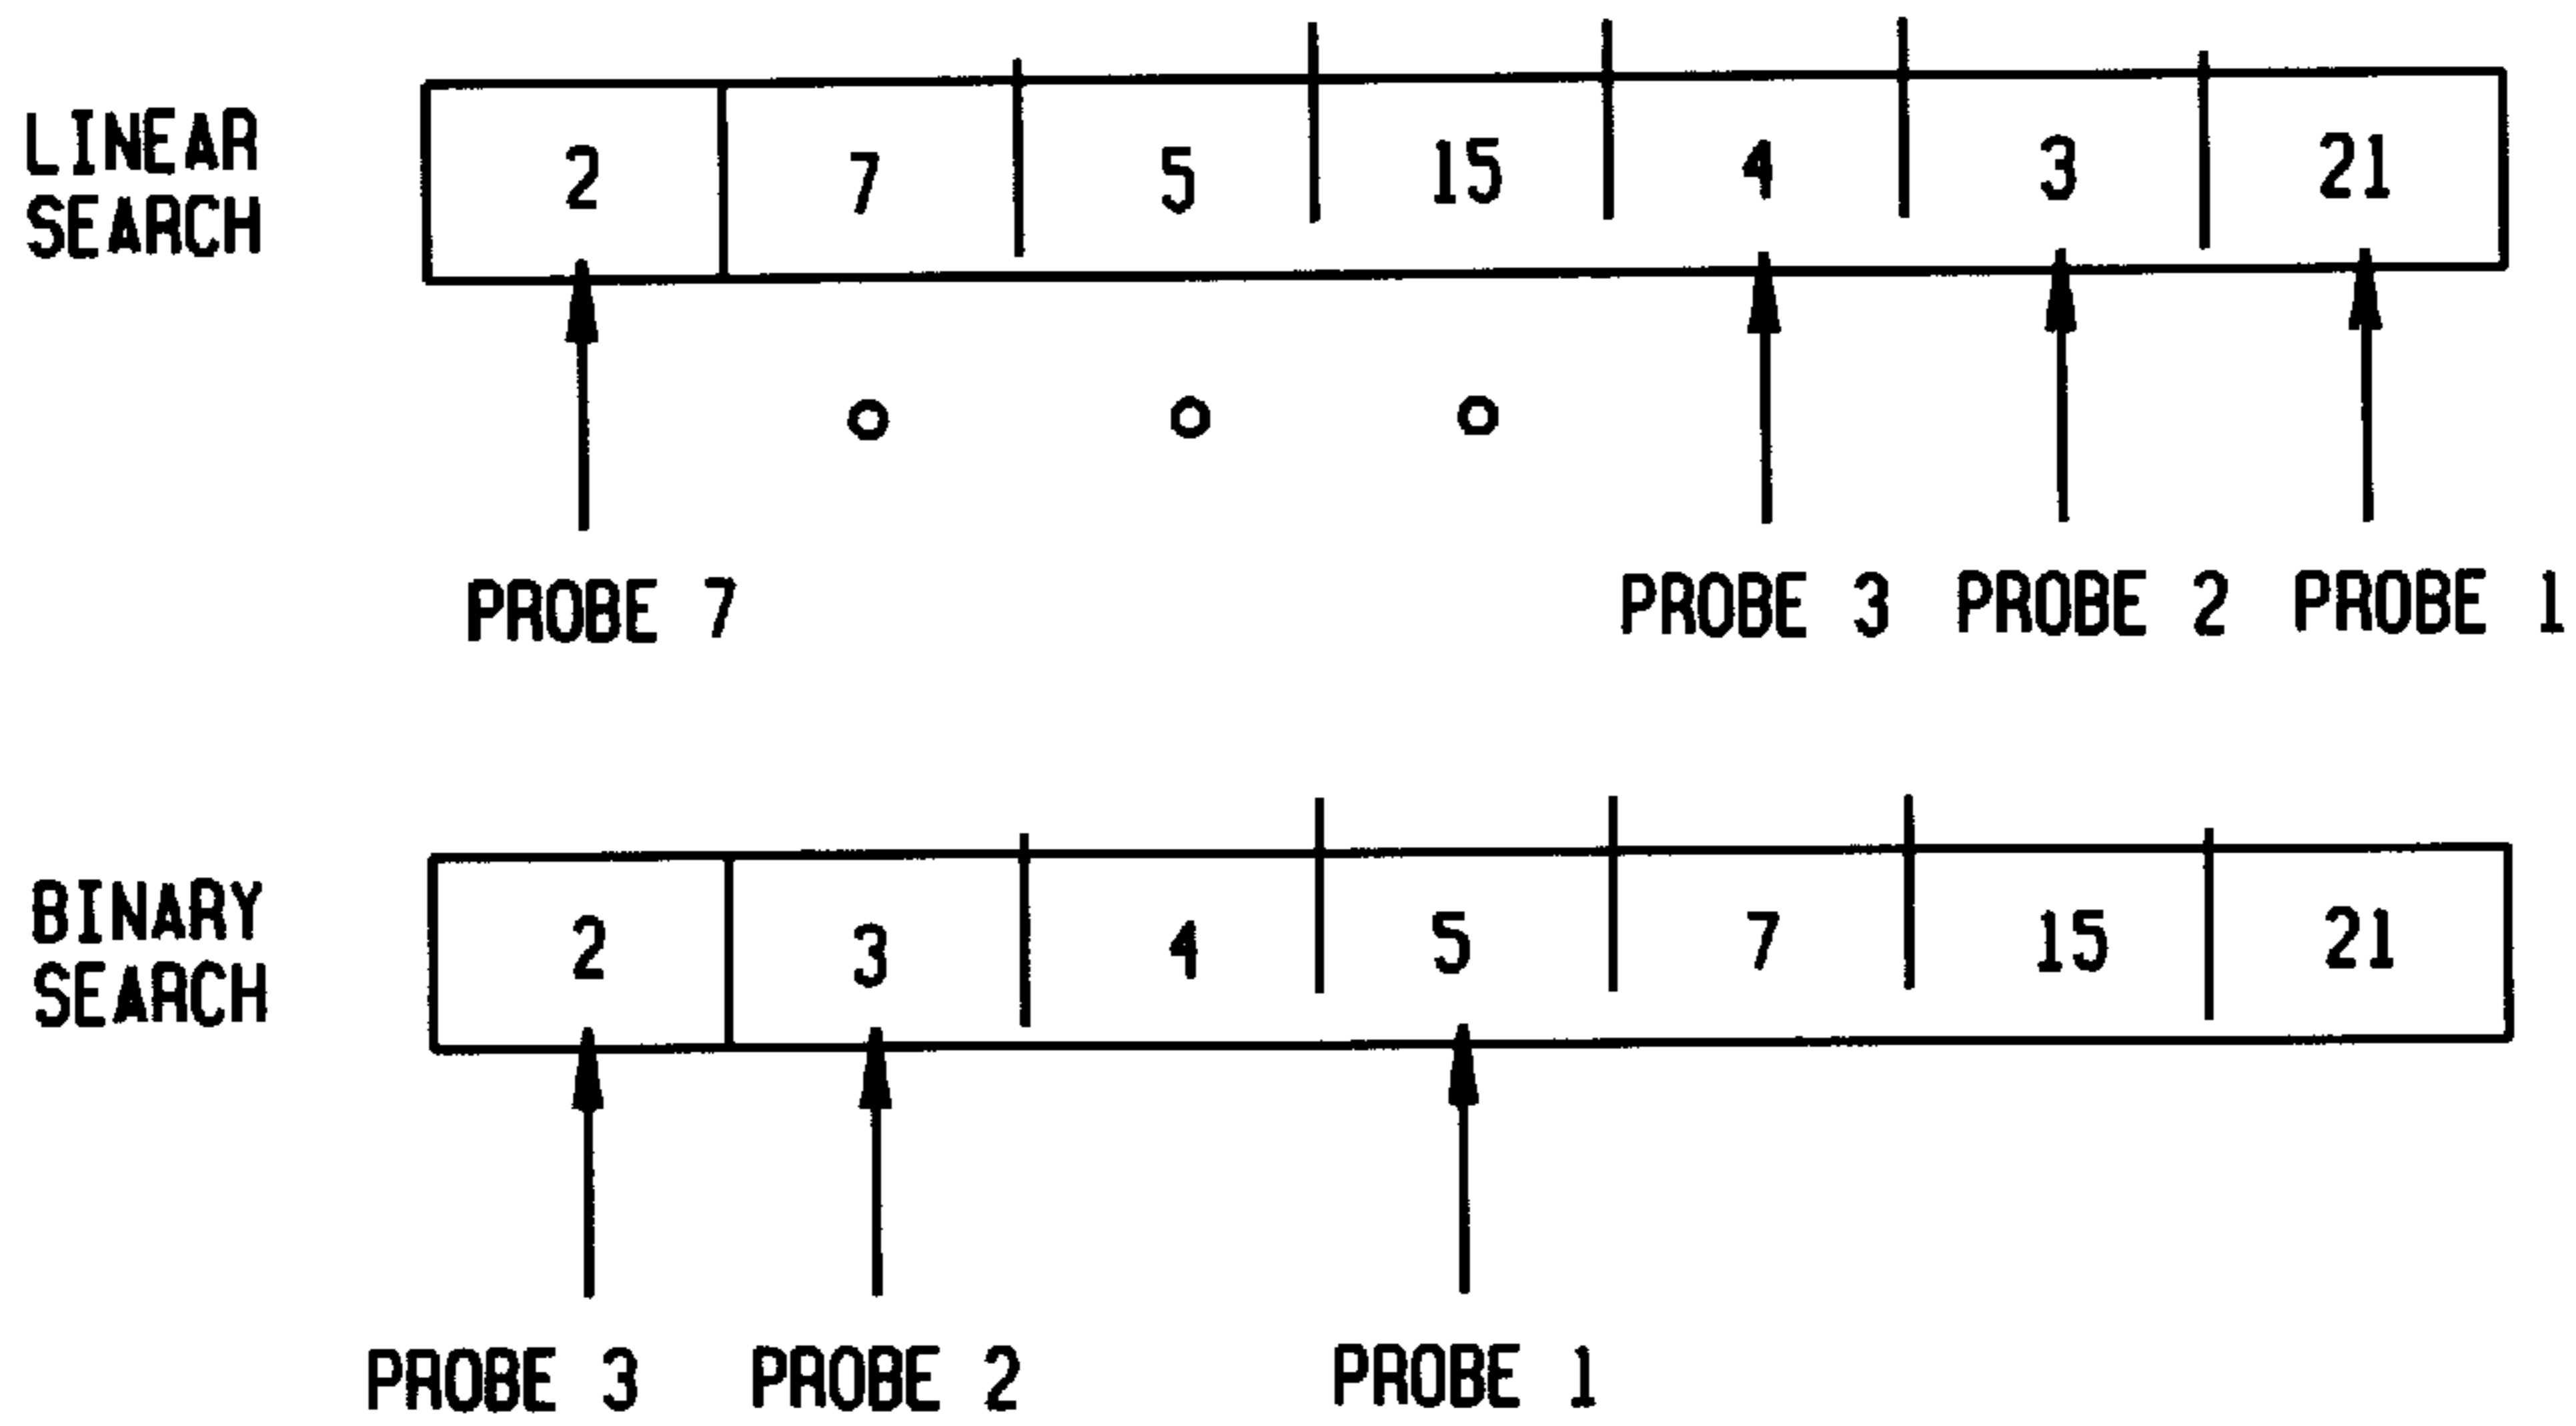 LINEAR
SEARCH
2 7 5 15 4 3 21
PROBE 7 PROBE 3 PROBE 2 PROBE 1
BINARY
SEARCH
2 3 4 5 7 15 21
PROBE 3 PROBE 2 PROBE 1